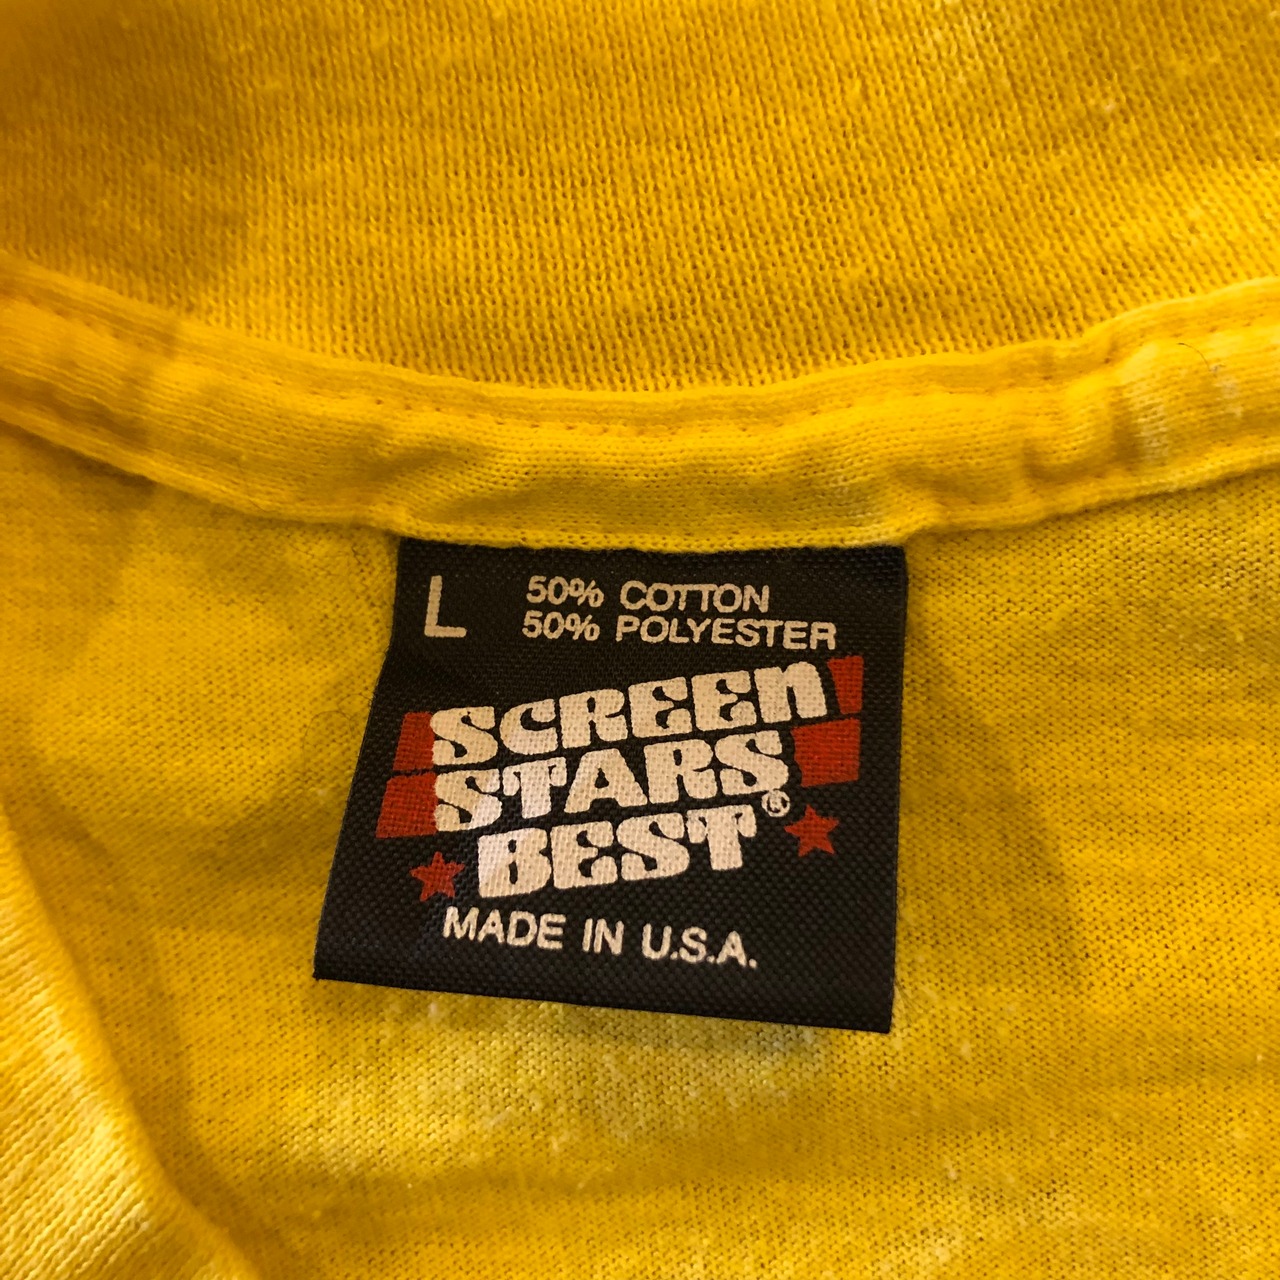 L
50% COTTON
50% POLYESTER
SCREEN
STARS
BEST®
MADE IN U.S.A.